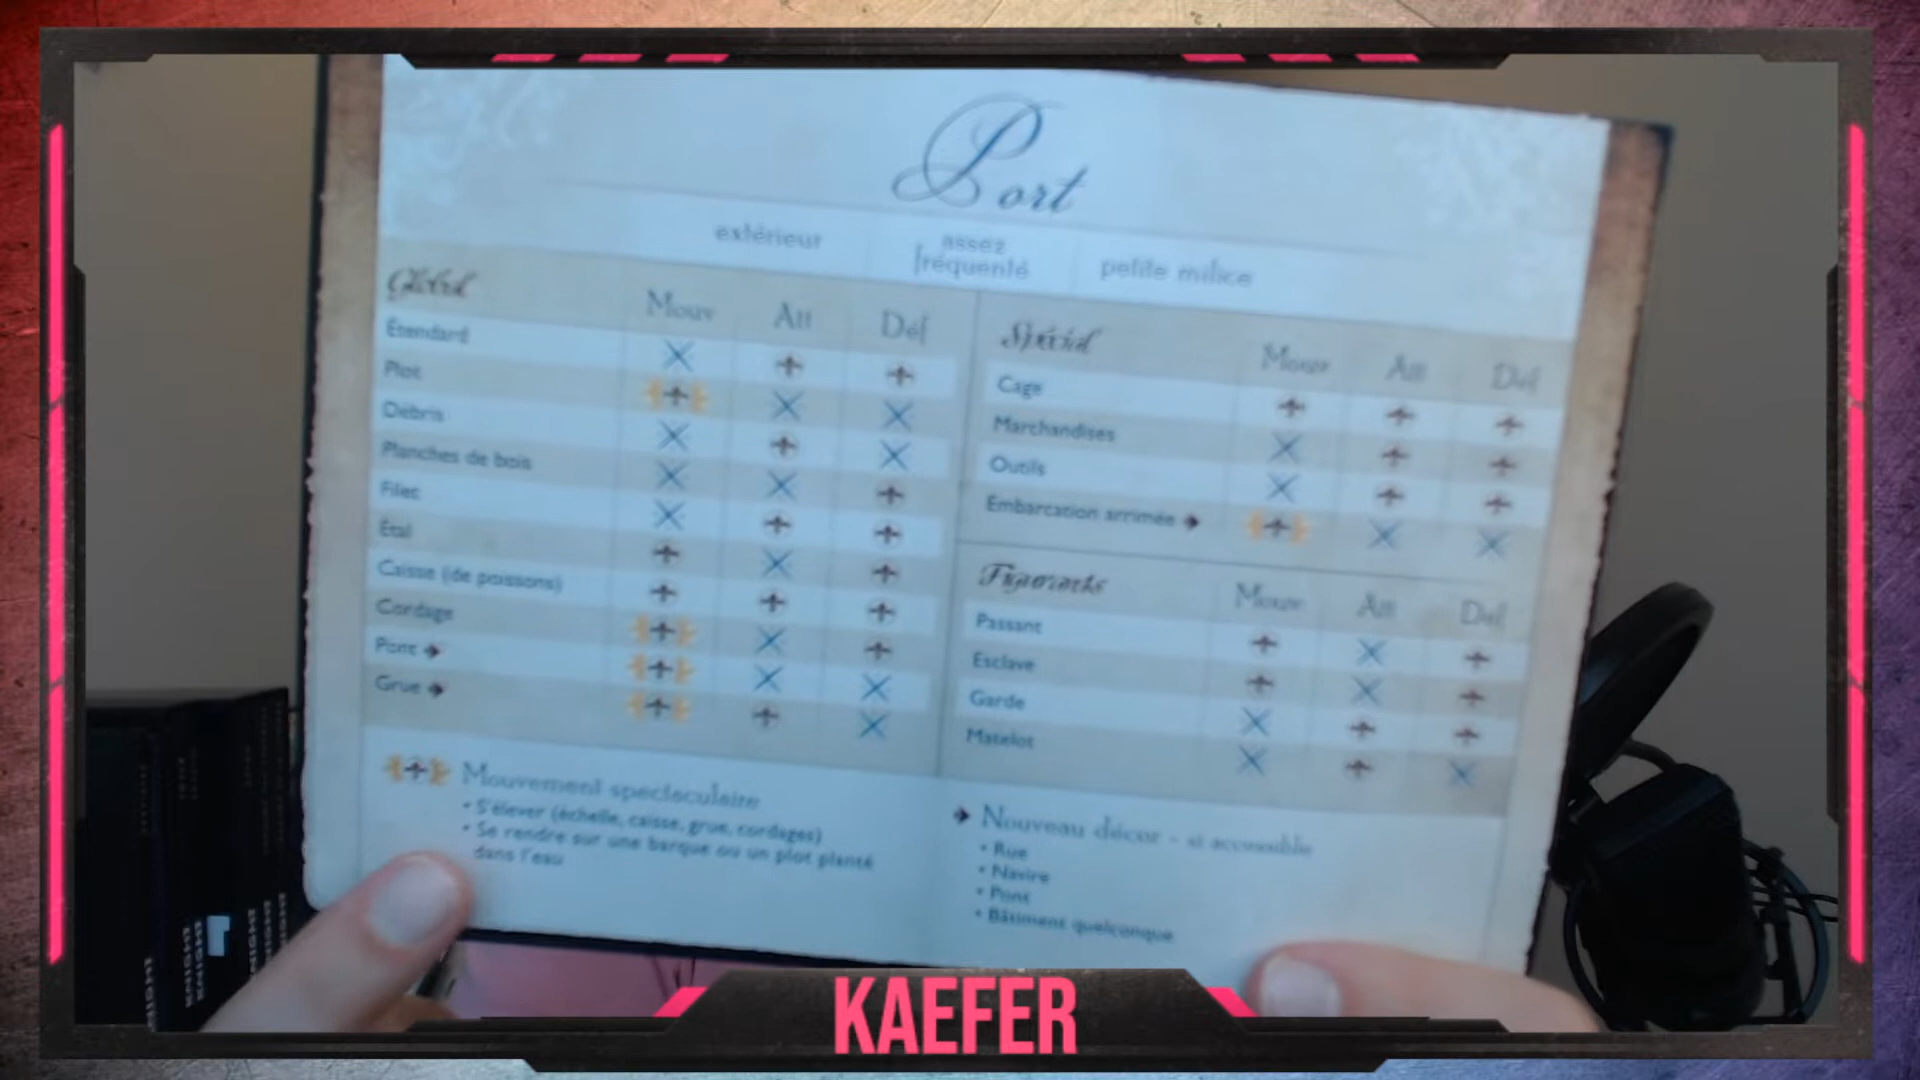 Port
extérieur
assez
fréquenté
petite milice
Global
Mouv Att Déf
Étendard
Plot
Débris
Planches de bois
Filet
Étal
Caisse (de poissons)
Cordage
Pont
Grue
Spécial
Mouv Att Déf
Cage
Marchandises
Outils
Embarcation arrimée
Figurants
Mouv Att Déf
Passant
Esclave
Garde
Matelot
Mouvement spectaculaire
• S'élever (échelle, caisse, grue, cordages)
• Se rendre sur une barque ou un plot planté
dans l'eau
Nouveau décor - si accessible
• Rue
• Navire
• Pont
• Bâtiment quelconque
KAEFER